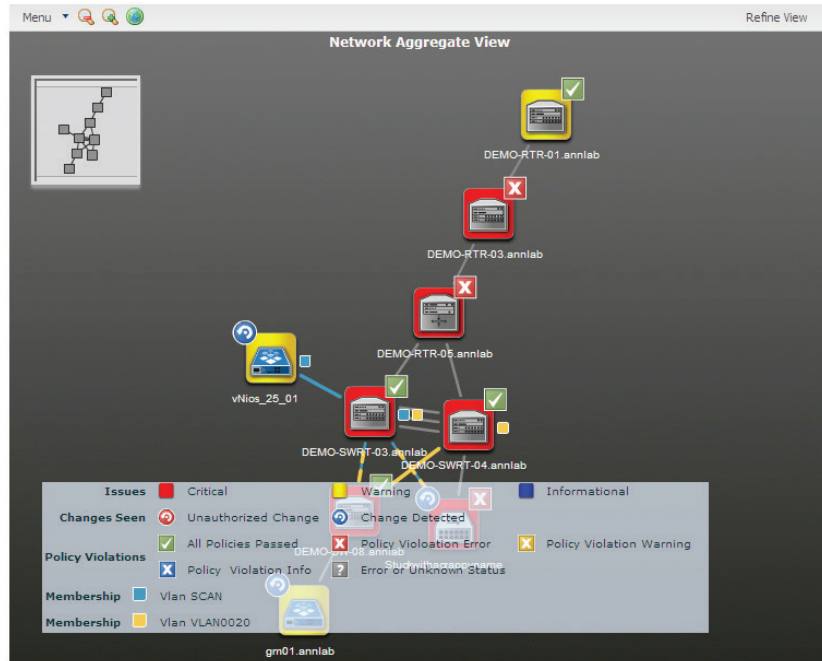 Menu Refine View
Network Aggregate View
DEMO-RTR-01.annlab
DEMO-RTR-03.annlab
DEMO-RTR-05.annlab
vNios_25_01
DEMO-SWRT-03.annlab
DEMO-SWRT-04.annlab
Issues Critical Warning Informational
Changes Seen Unauthorized Change Change Detected
All Policies Passed Policy Violoation Error Policy Violation Warning
Policy Violations
Policy Violation Info ? Error or Unknown Status
Membership Vlan SCAN
Membership Vlan VLAN0020
gm01.annlab